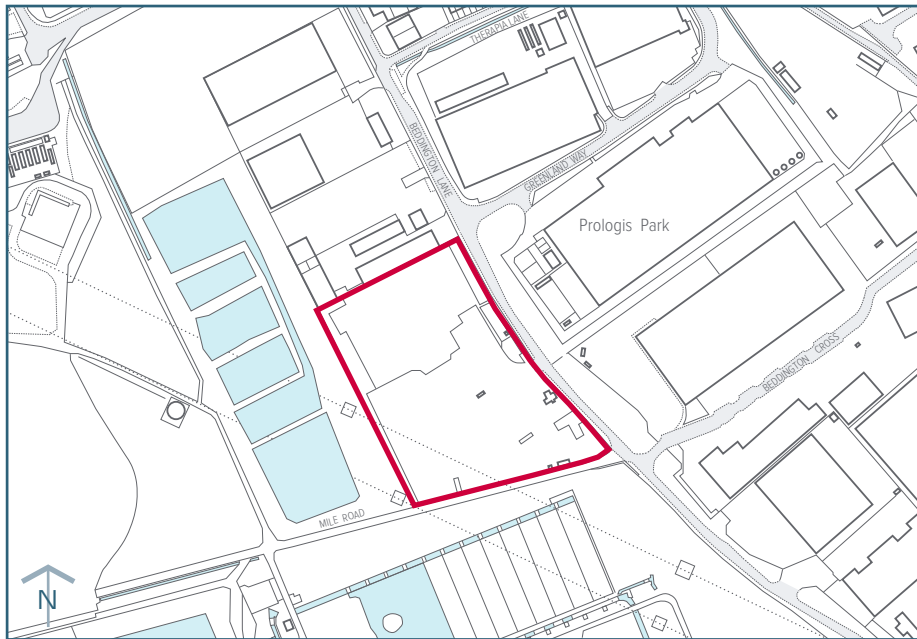 THERAPIA LANE
BEDDINGTON LANE
GREENLAND WAY
Prologis Park
BEDDINGTON CROSS
MILE ROAD
N